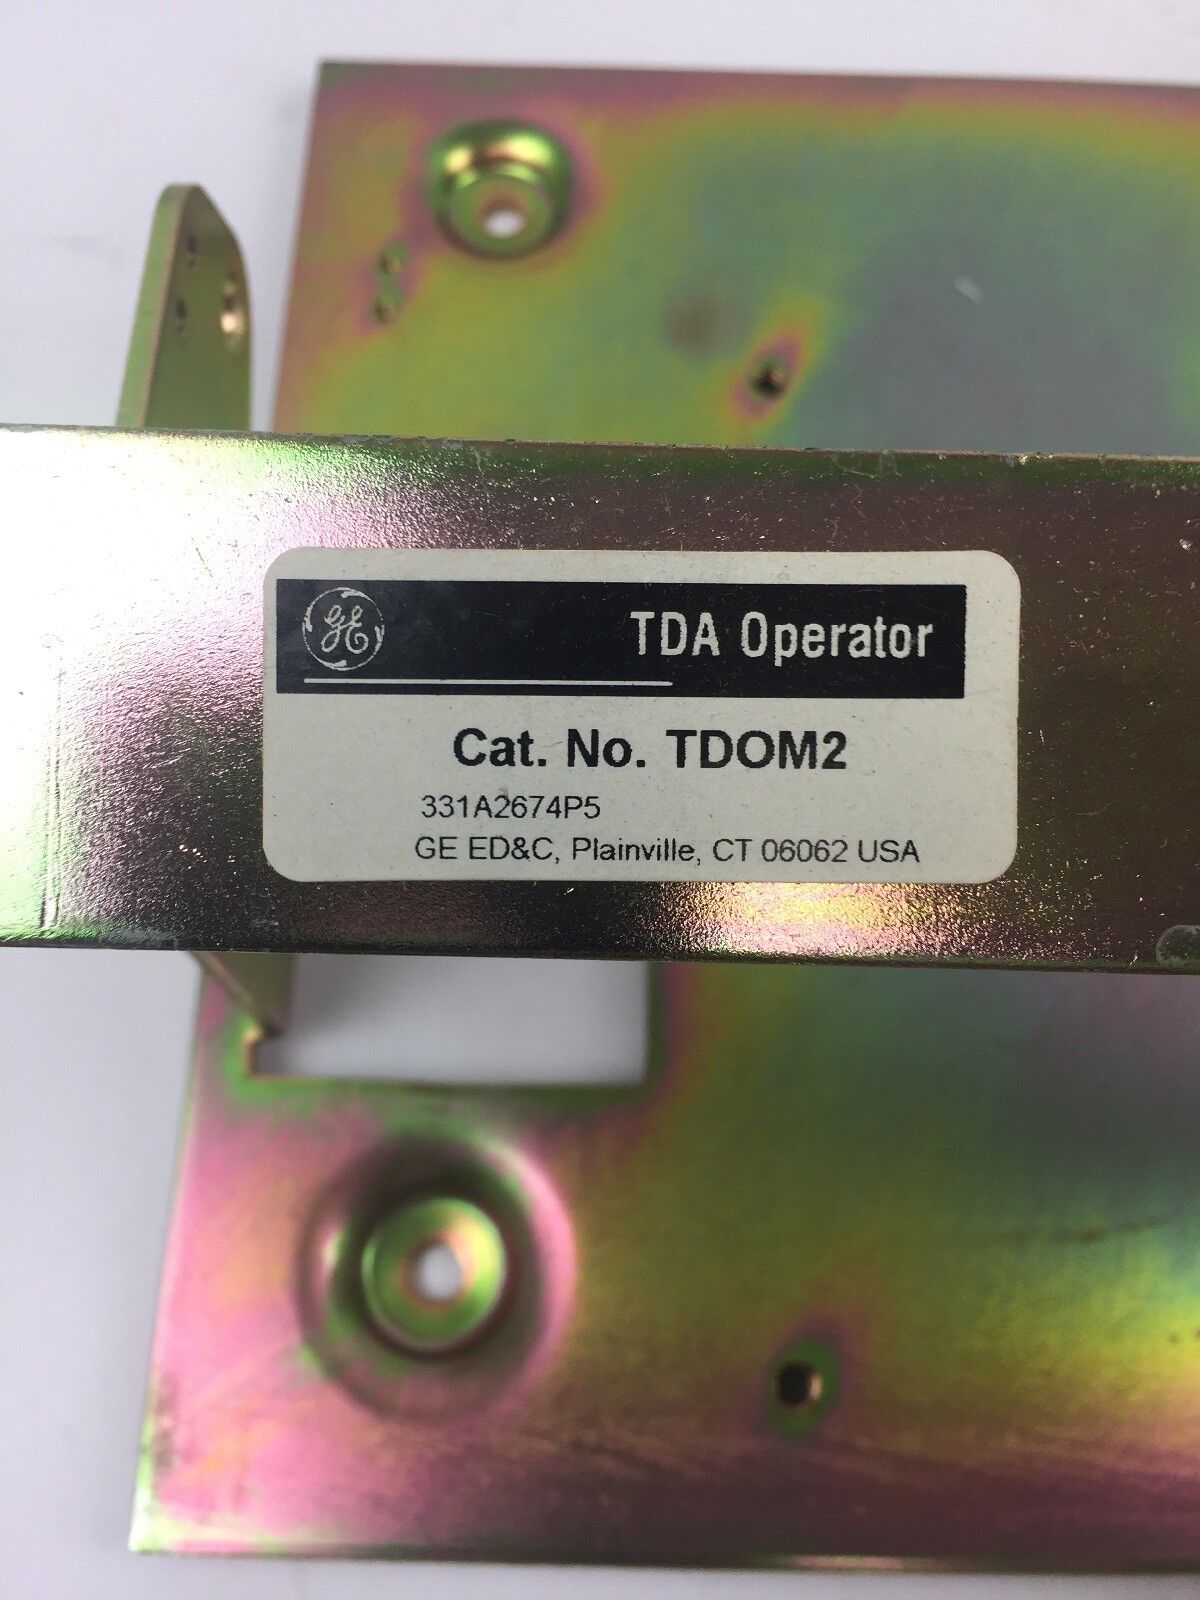 GE
TDA Operator
Cat. No. TDOM2
331A2674P5
GE ED&C, Plainville, CT 06062 USA